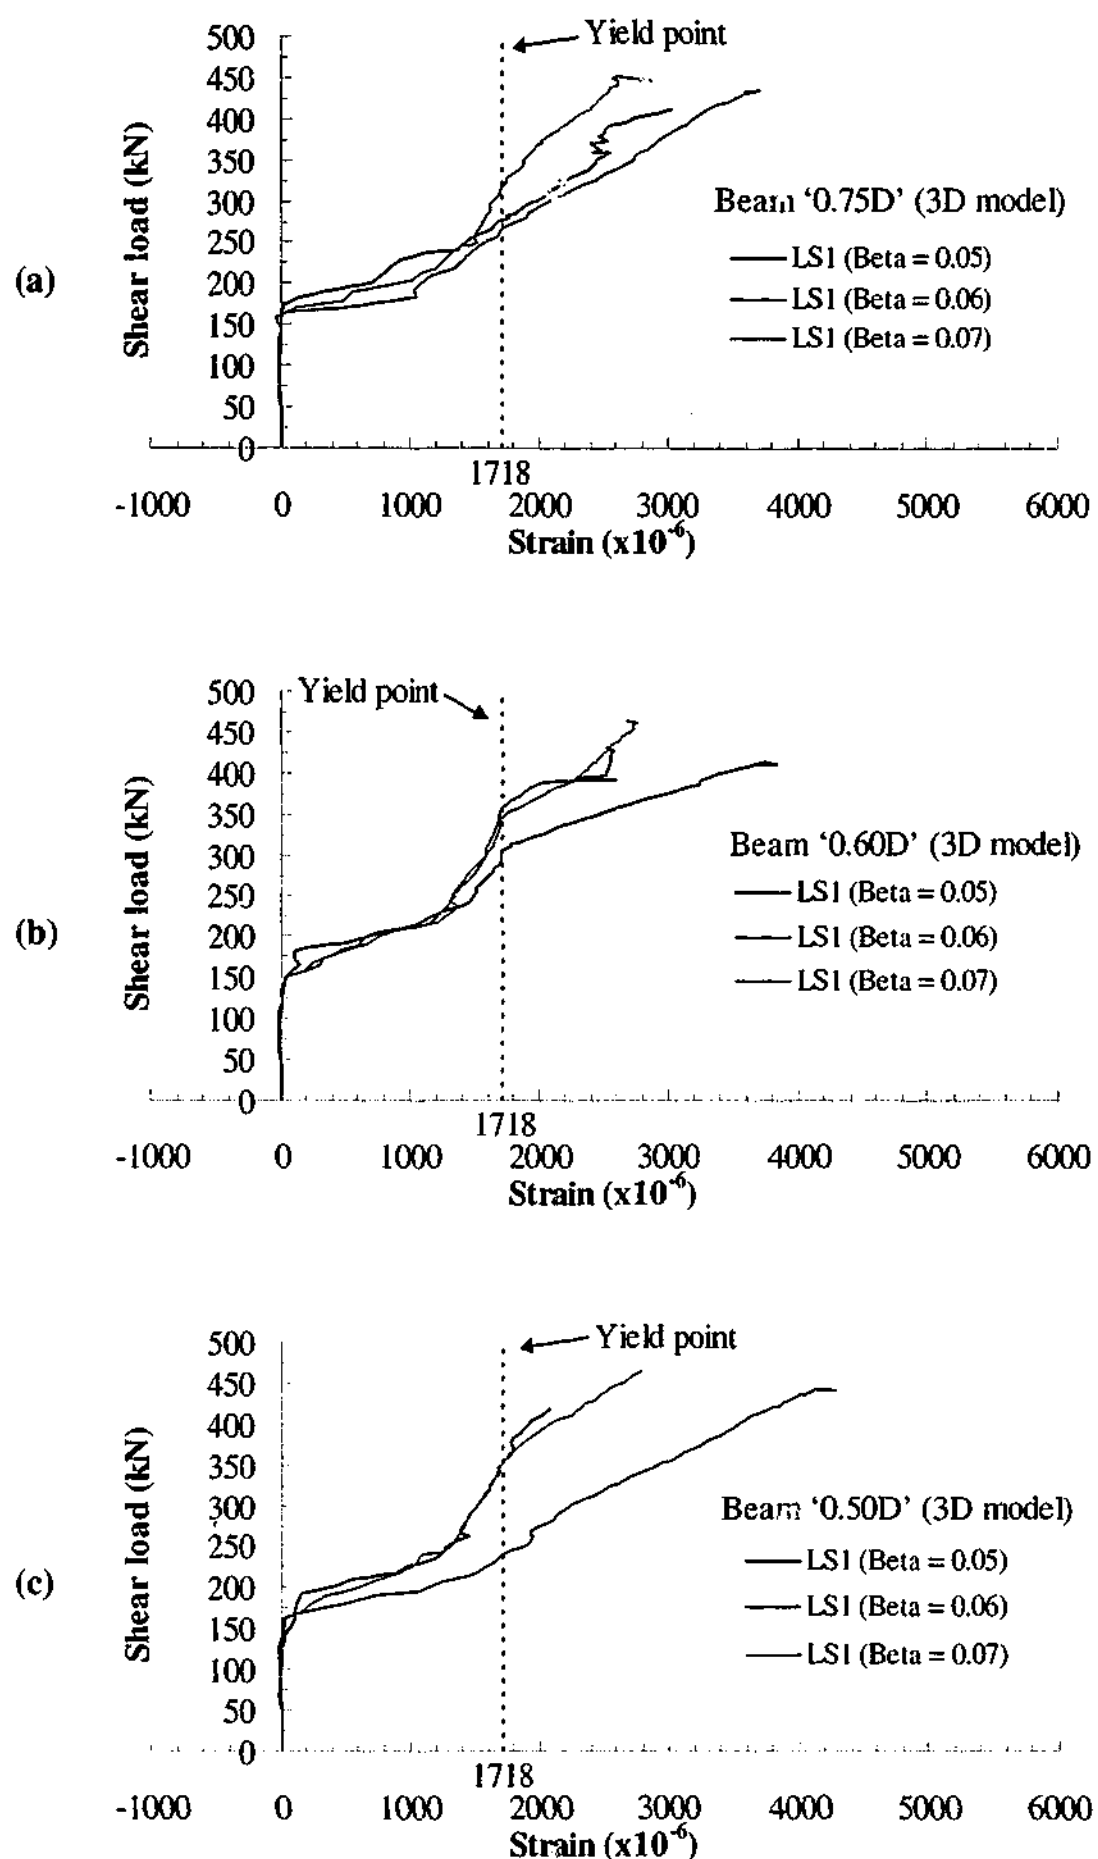 (a)
Shear load (kN)
500
450
400
350
300
250
200
150
100
50
0
Yield point
Beam ‘0.75D’ (3D model)
LS1 (Beta = 0.05)
LS1 (Beta = 0.06)
LS1 (Beta = 0.07)
1718
-1000 0 1000 2000 3000 4000 5000 6000
Strain (x10⁻⁶)
(b)
Shear load (kN)
500
450
400
350
300
250
200
150
100
50
0
Yield point
Beam ‘0.60D’ (3D model)
LS1 (Beta = 0.05)
LS1 (Beta = 0.06)
LS1 (Beta = 0.07)
1718
-1000 0 1000 2000 3000 4000 5000 6000
Strain (x10⁻⁶)
(c)
Shear load (kN)
500
450
400
350
300
250
200
150
100
50
0
Yield point
Beam ‘0.50D’ (3D model)
LS1 (Beta = 0.05)
LS1 (Beta = 0.06)
LS1 (Beta = 0.07)
1718
-1000 0 1000 2000 3000 4000 5000 6000
Strain (x10⁻⁶)